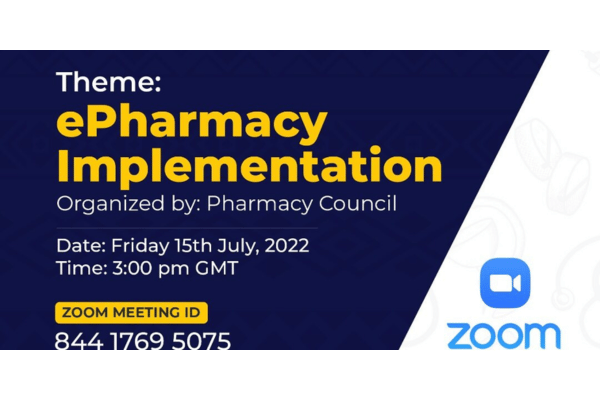 Theme:
ePharmacy
Implementation
Organized by: Pharmacy Council
Date: Friday 15th July, 2022
Time: 3:00 pm GMT
ZOOM MEETING ID
844 1769 5075
zoom